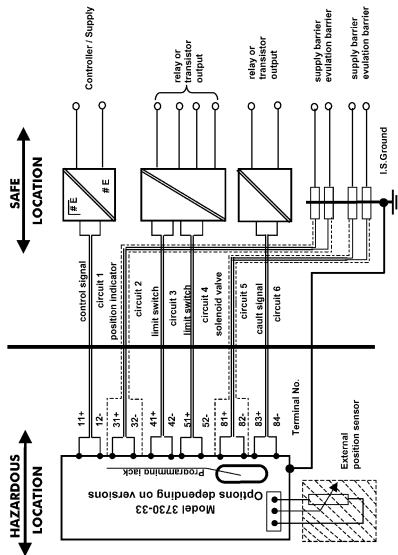 SAFE
LOCATION
HAZARDOUS
LOCATION
Controller / Supply
relay or
transistor
output
relay or
transistor
output
supply barrier
evulation barrier
supply barrier
evulation barrier
I.S.Ground
# E
# E
control signal
circuit 1
position indicator
circuit 2
limit switch
circuit 3
limit switch
circuit 4
solenoid valve
circuit 5
cault signal
circuit 6
11+
12-
31+
32-
41+
42-
51+
52-
81+
82-
83+
84-
Terminal No.
Model 3730-33
Options depending on versions
Programming jack
External
position sensor